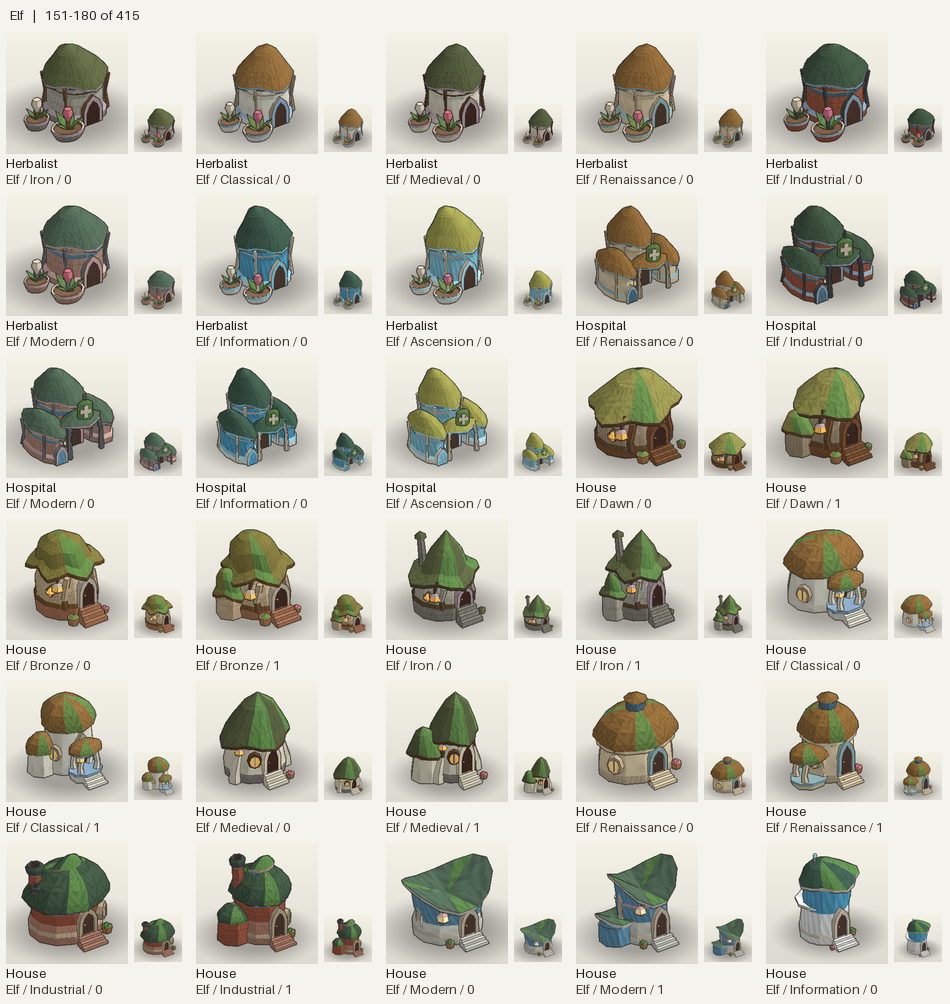 Elf | 151-180 of 415
Herbalist
Elf / Iron / 0
Herbalist
Elf / Classical / 0
Herbalist
Elf / Medieval / 0
Herbalist
Elf / Renaissance / 0
Herbalist
Elf / Industrial / 0
Herbalist
Elf / Modern / 0
Herbalist
Elf / Information / 0
Herbalist
Elf / Ascension / 0
Hospital
Elf / Renaissance / 0
Hospital
Elf / Industrial / 0
Hospital
Elf / Modern / 0
Hospital
Elf / Information / 0
Hospital
Elf / Ascension / 0
House
Elf / Dawn / 0
House
Elf / Dawn / 1
House
Elf / Bronze / 0
House
Elf / Bronze / 1
House
Elf / Iron / 0
House
Elf / Iron / 1
House
Elf / Classical / 0
House
Elf / Classical / 1
House
Elf / Medieval / 0
House
Elf / Medieval / 1
House
Elf / Renaissance / 0
House
Elf / Renaissance / 1
House
Elf / Industrial / 0
House
Elf / Industrial / 1
House
Elf / Modern / 0
House
Elf / Modern / 1
House
Elf / Information / 0